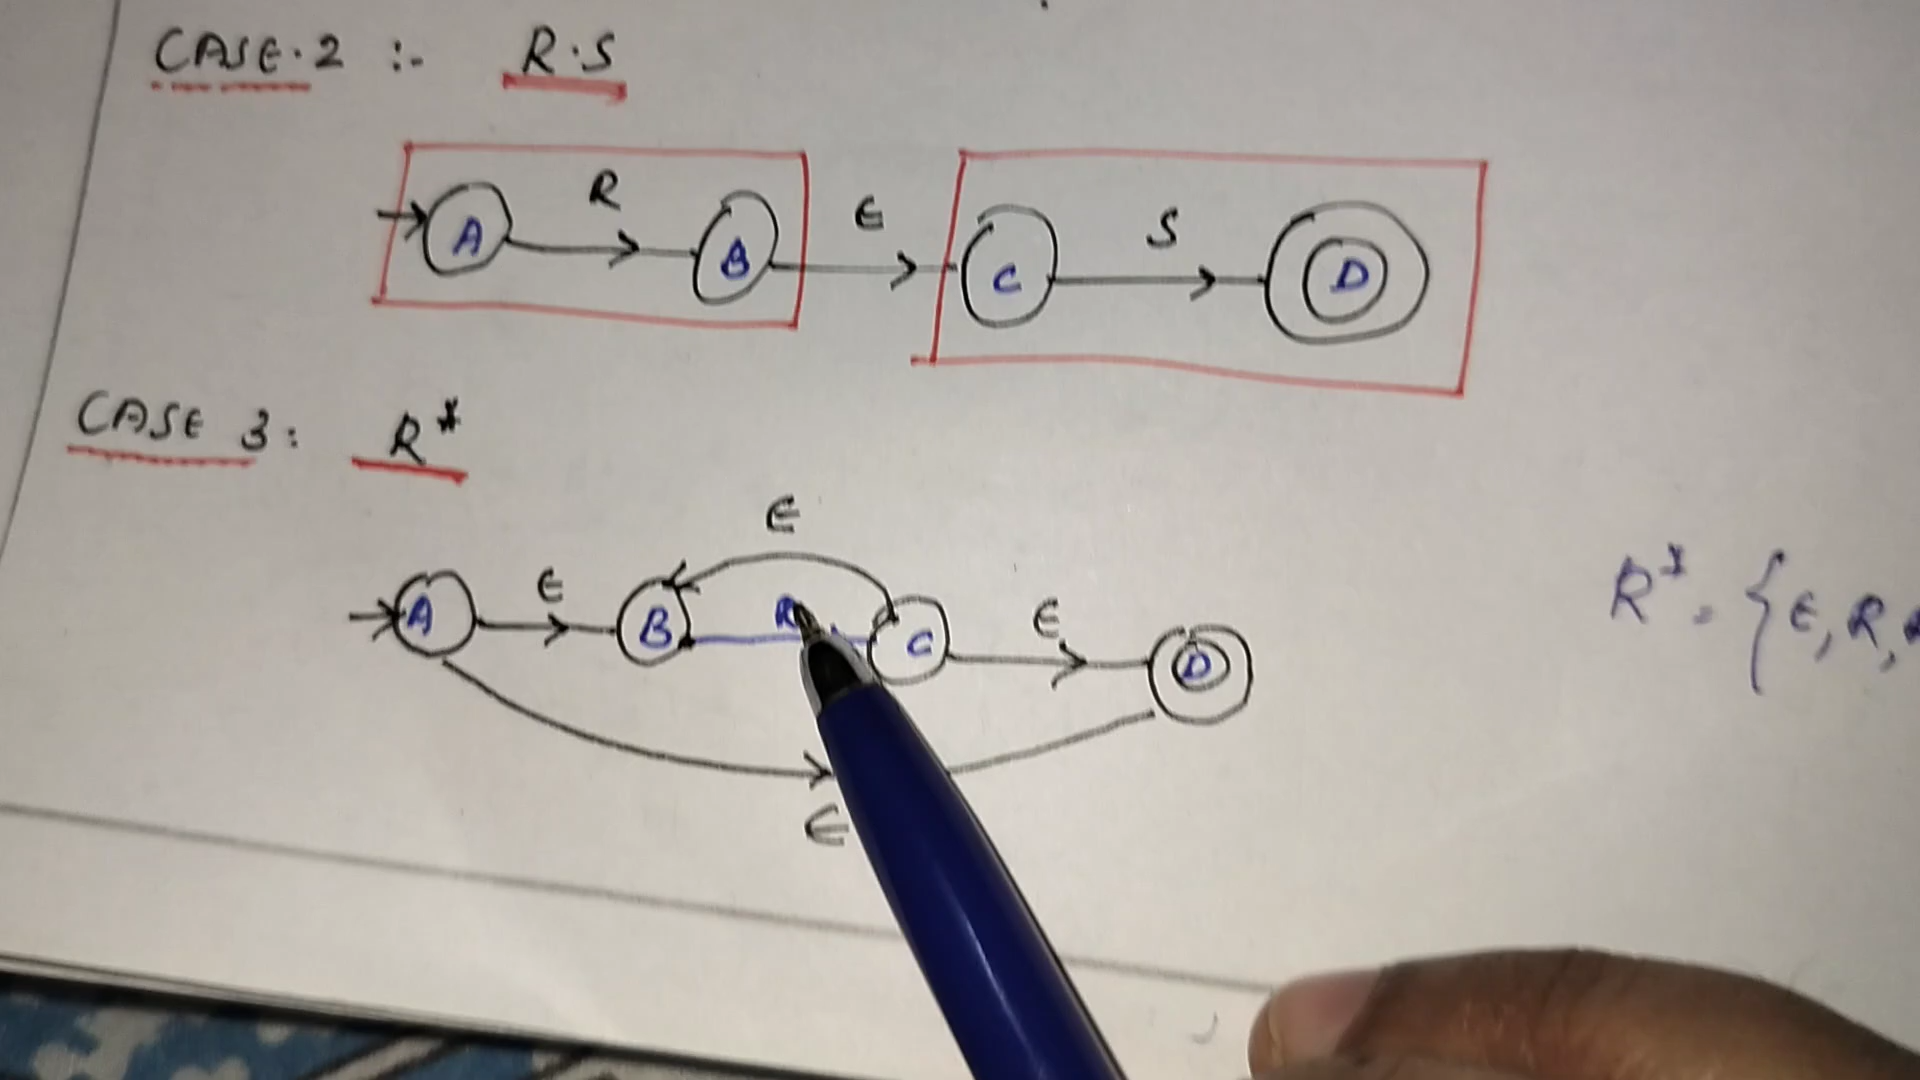 CASE.2 :- R.S
R ϵ S
A B C D
CASE 3: R*
ϵ
ϵ R ϵ
A B C D
ϵ
R* = {ϵ, R,